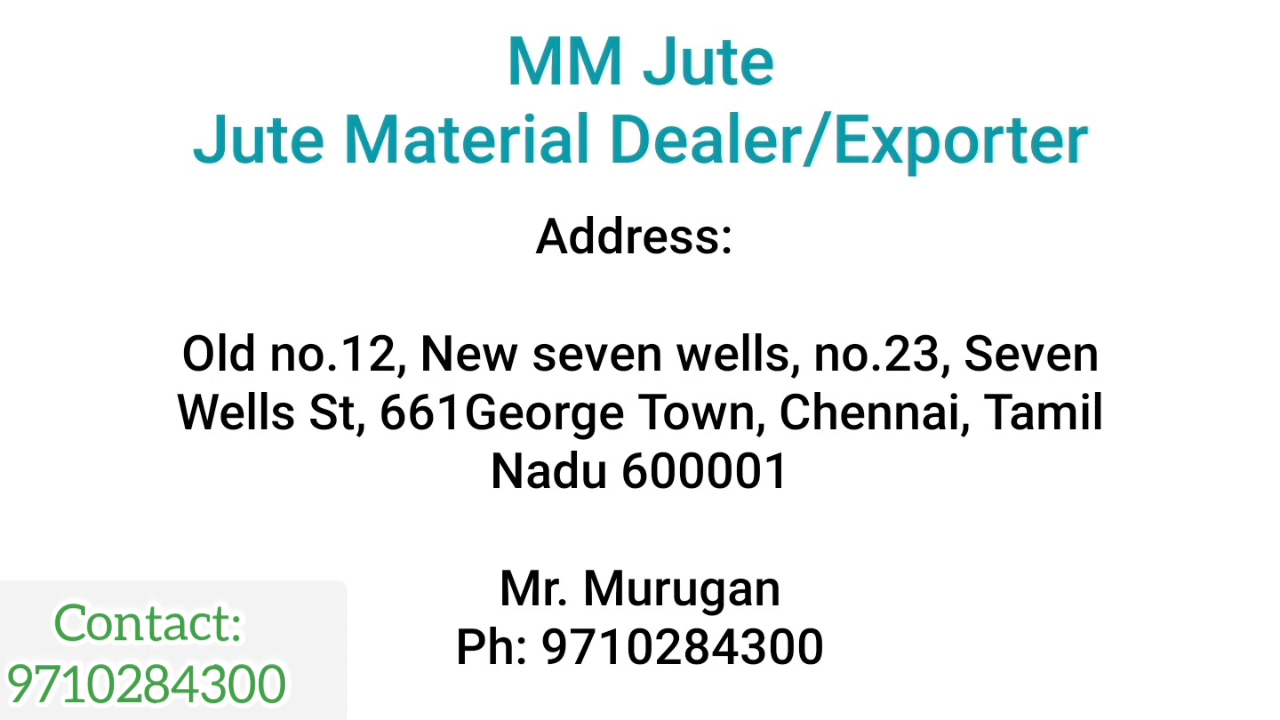 MM Jute
Jute Material Dealer/Exporter
Address:
Old no.12, New seven wells, no.23, Seven
Wells St, 661George Town, Chennai, Tamil
Nadu 600001
Mr. Murugan
Ph: 9710284300
Contact:
9710284300